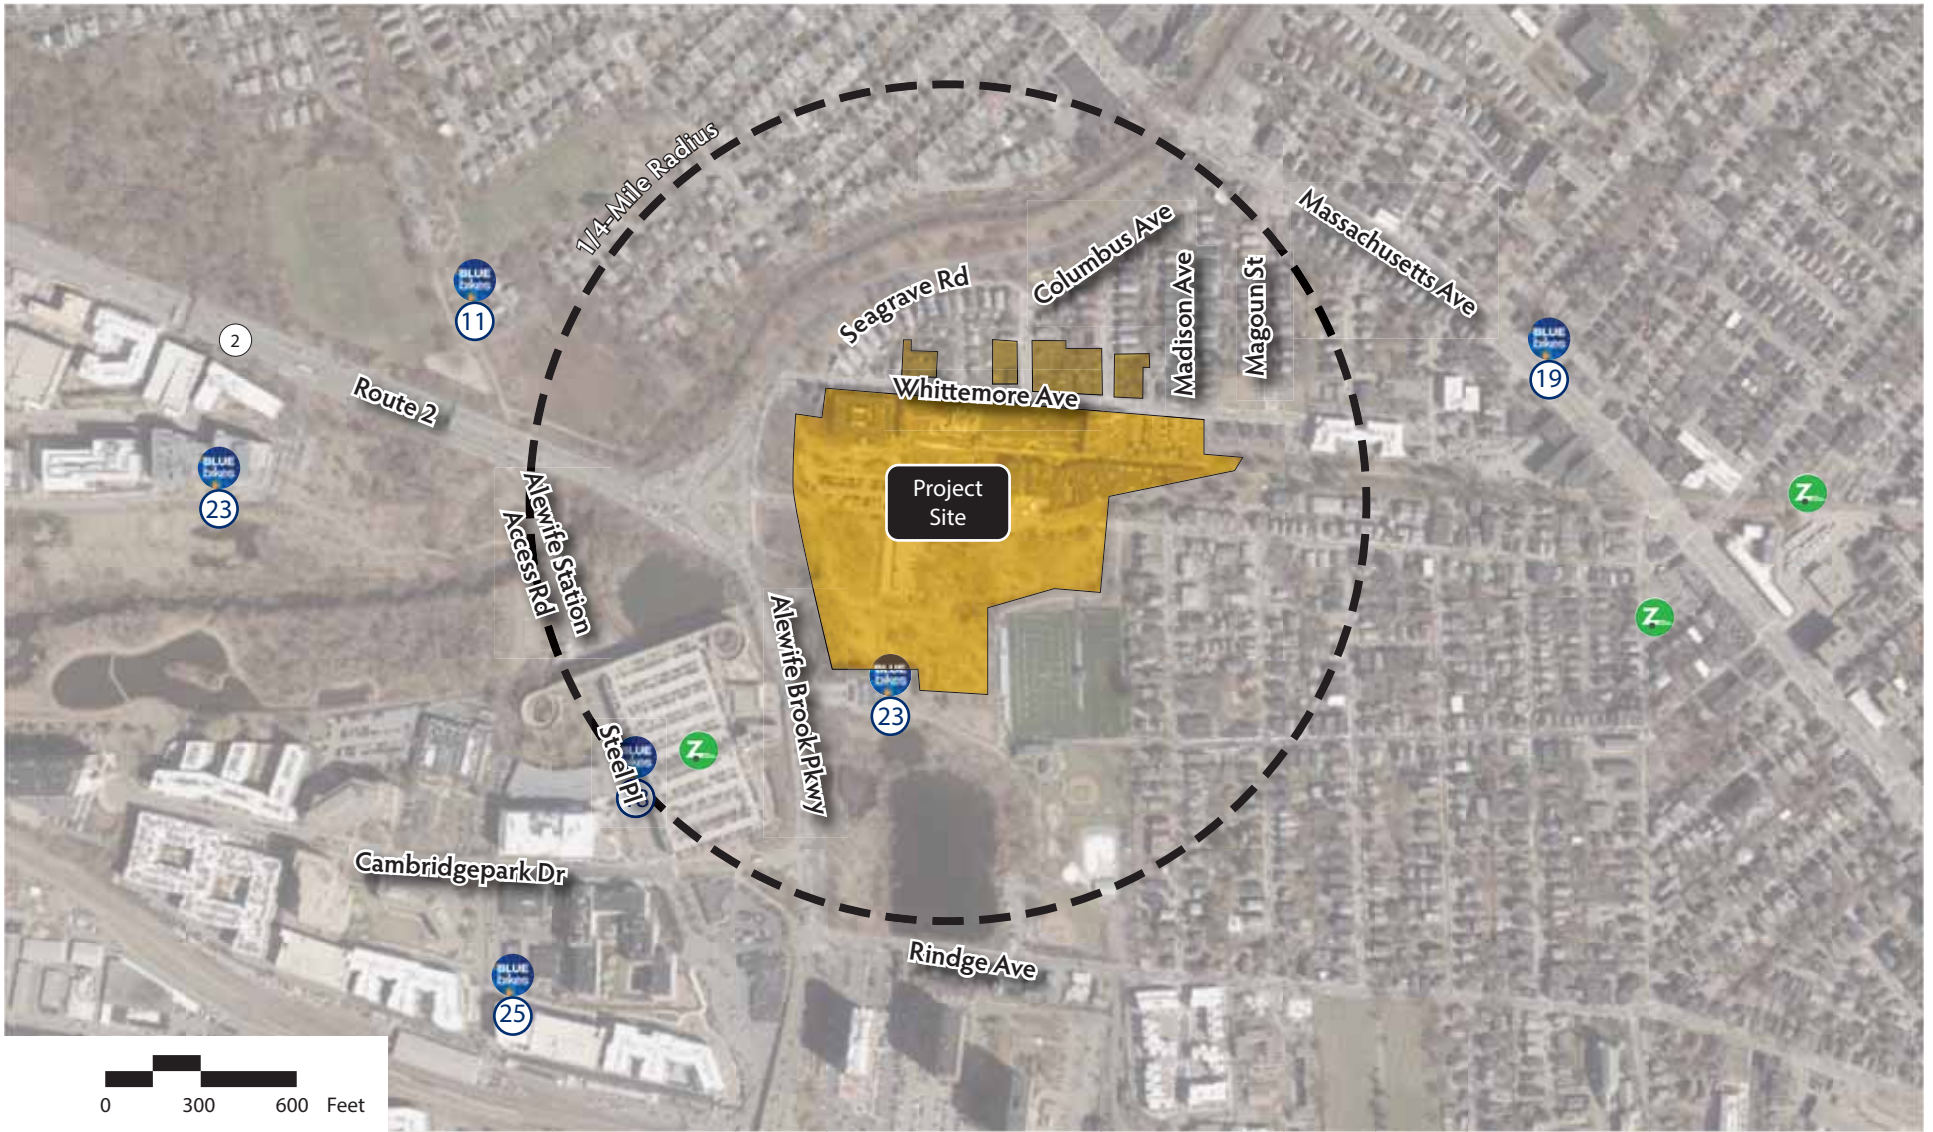 1/4-Mile Radius
Massachusetts Ave
Columbus Ave
Seagrave Rd
Madison Ave
Magoun St
BLUE
bikes
11
2
Route 2
BLUE
bikes
19
Whittemore Ave
BLUE
bikes
23
Project
Site
Z
Alewife Station
Access Rd
Z
Alewife Brook Pkwy
BLUE
bikes
23
Steel Pl
BLUE
Z
Cambridgepark Dr
Rindge Ave
BLUE
bikes
25
0 300 600 Feet